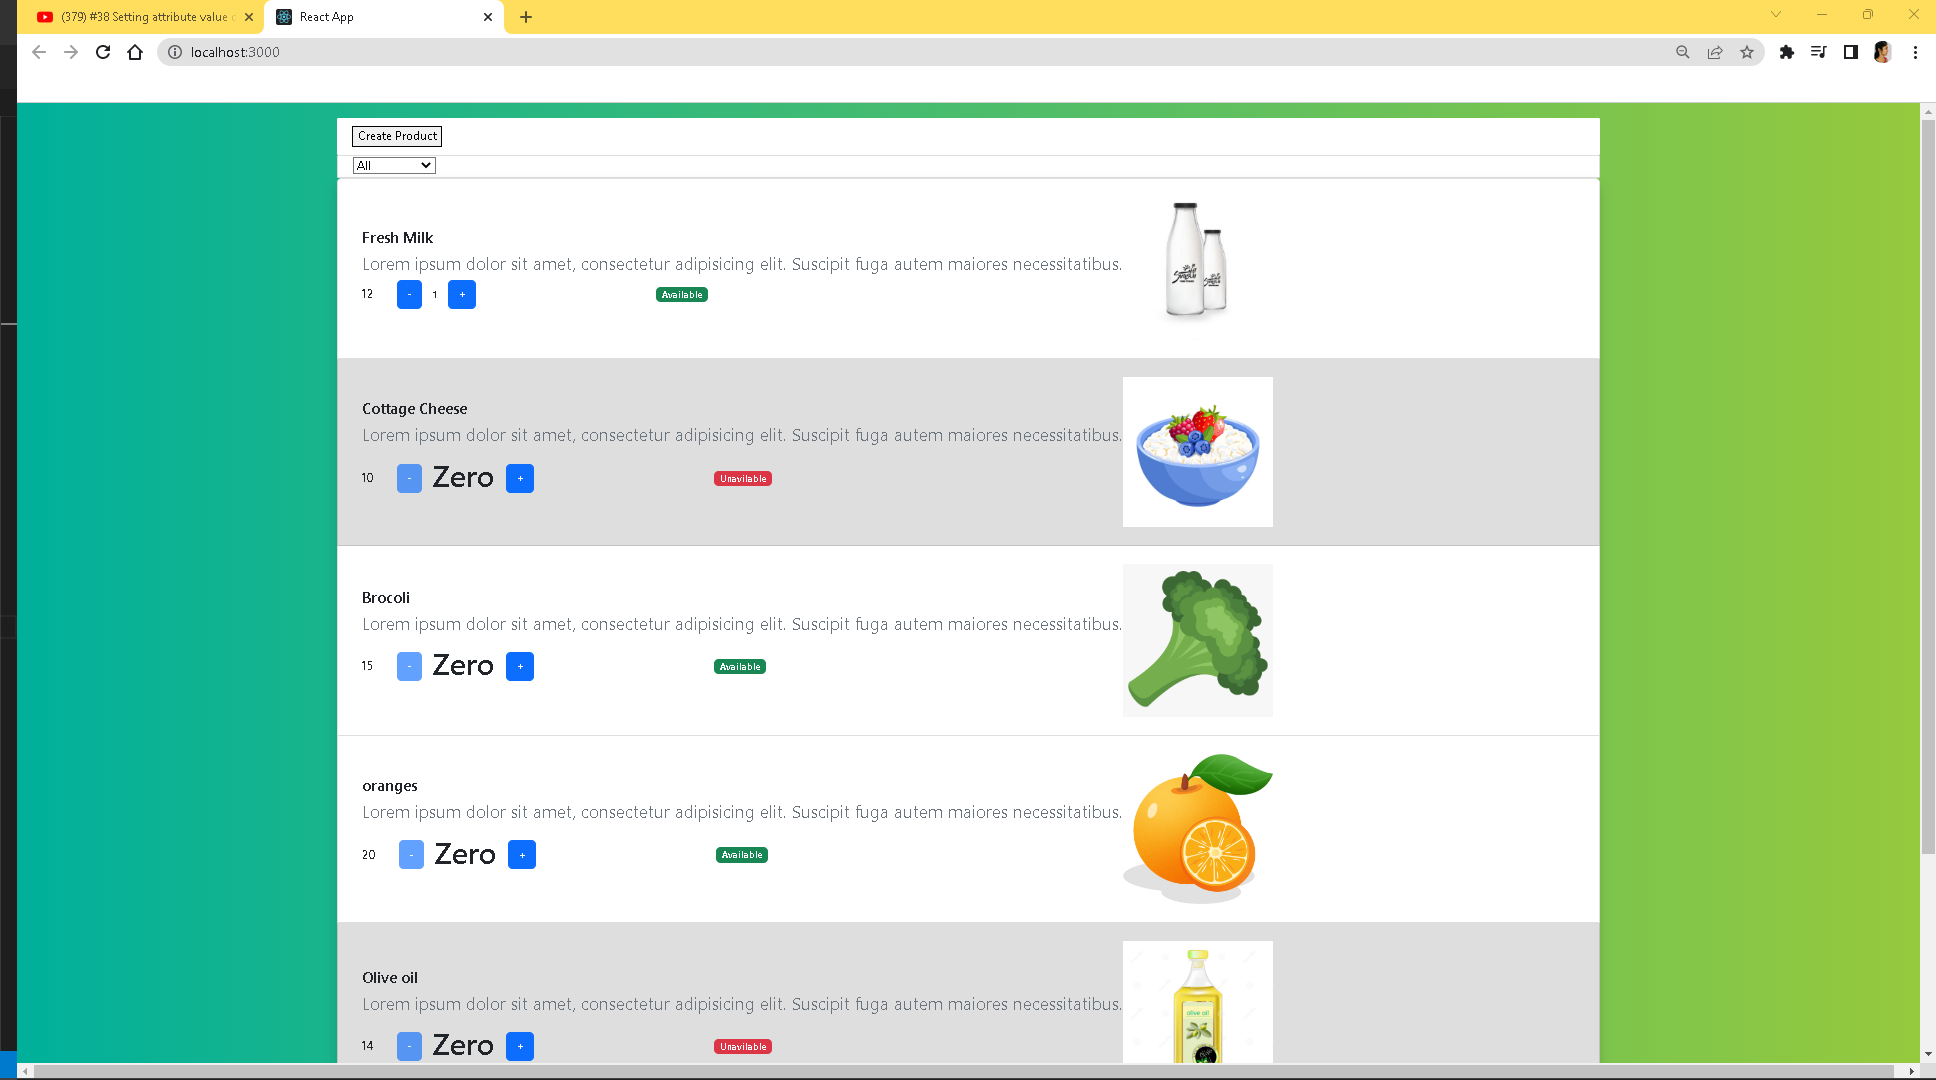 (379) #38 Setting attribute value
React App
localhost:3000
Create Product
All
Fresh Milk
Lorem ipsum dolor sit amet, consectetur adipisicing elit. Suscipit fuga autem maiores necessitatibus.
12 - 1 + Available
Cottage Cheese
Lorem ipsum dolor sit amet, consectetur adipisicing elit. Suscipit fuga autem maiores necessitatibus.
10 - Zero + Unavilable
Brocoli
Lorem ipsum dolor sit amet, consectetur adipisicing elit. Suscipit fuga autem maiores necessitatibus.
15 - Zero + Available
oranges
Lorem ipsum dolor sit amet, consectetur adipisicing elit. Suscipit fuga autem maiores necessitatibus.
20 - Zero + Available
Olive oil
Lorem ipsum dolor sit amet, consectetur adipisicing elit. Suscipit fuga autem maiores necessitatibus.
olive oil
14 - Zero + Unavilable